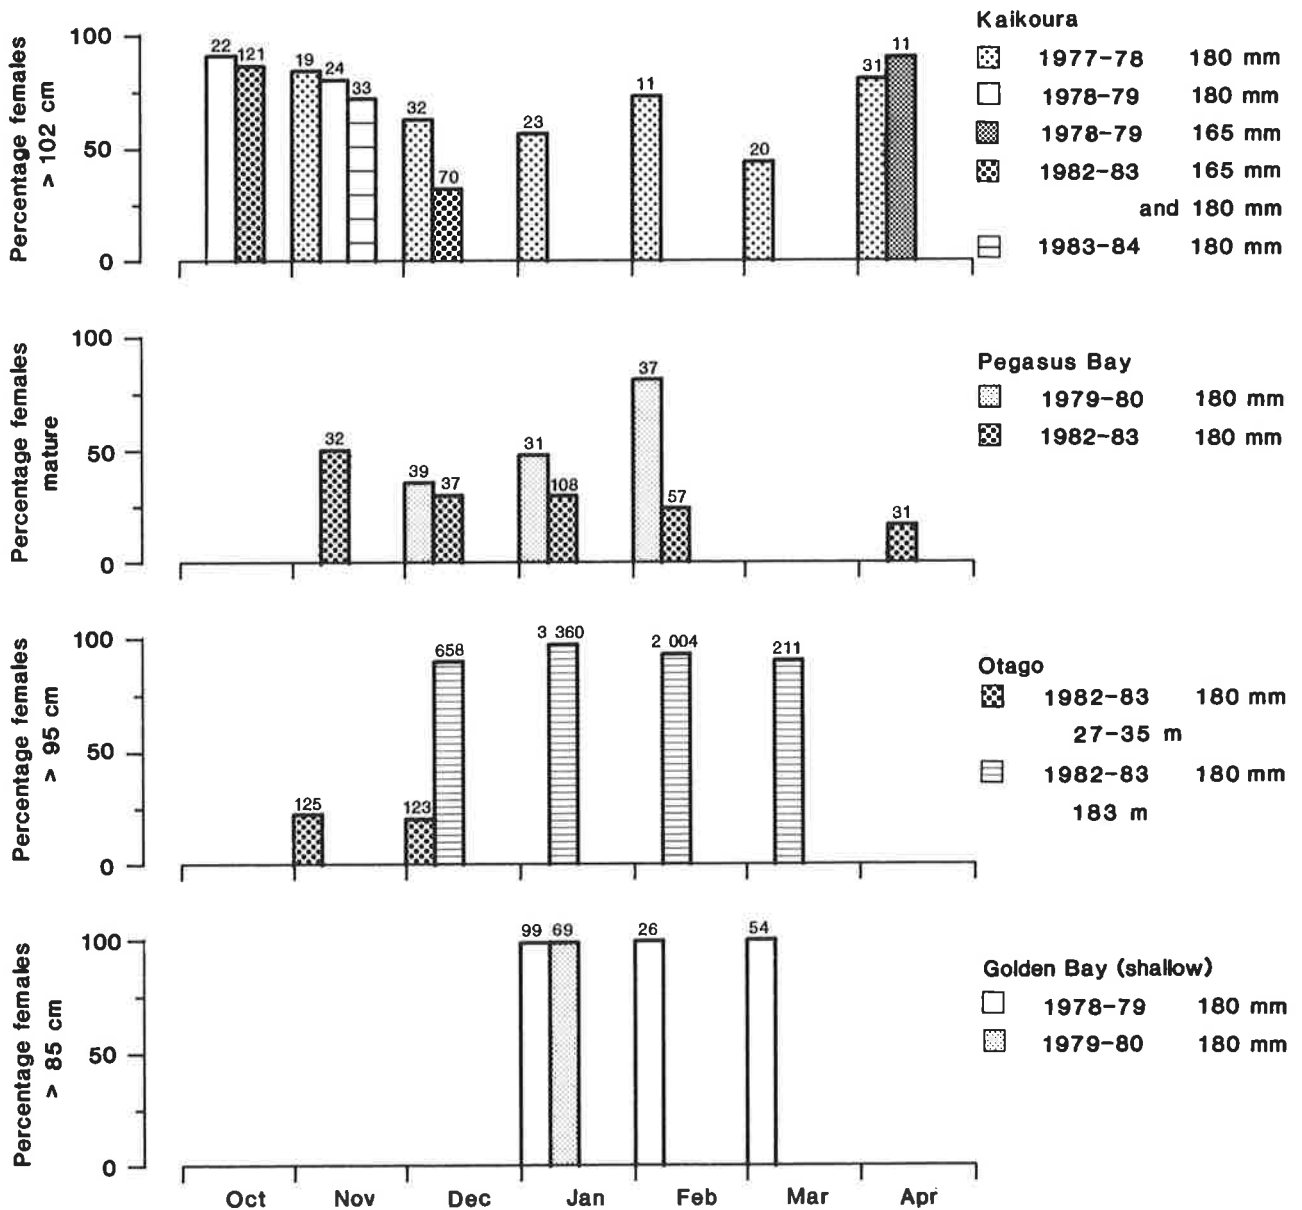 Percentage females
> 102 cm
100
50
0
22
121
19
24
33
32
70
23
11
20
31
11
Kaikoura
1977-78 180 mm
1978-79 180 mm
1978-79 165 mm
1982-83 165 mm
and 180 mm
1983-84 180 mm
Percentage females
mature
100
50
0
32
39
37
31
108
37
57
31
Pegasus Bay
1979-80 180 mm
1982-83 180 mm
Percentage females
> 95 cm
100
50
0
125
123
658
3 360
2 004
211
Otago
1982-83 180 mm
27-35 m
1982-83 180 mm
183 m
Percentage females
> 85 cm
100
50
0
99
69
26
54
Golden Bay (shallow)
1978-79 180 mm
1979-80 180 mm
Oct Nov Dec Jan Feb Mar Apr